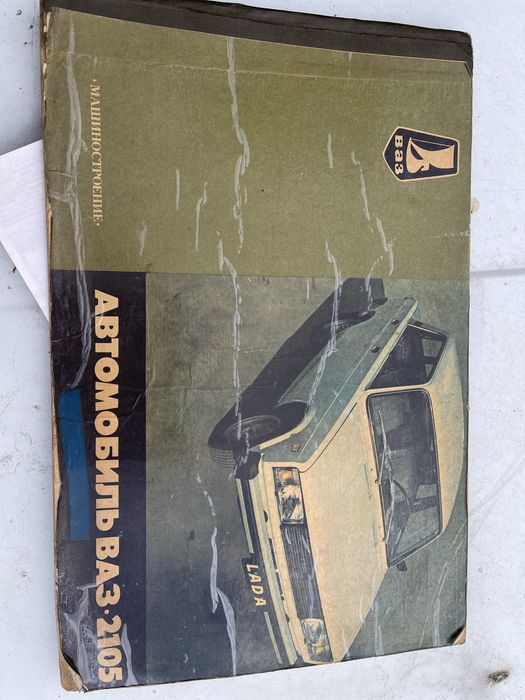 ВАЗ
· МАШИНОСТРОЕНИЕ ·
LADA
АВТОМОБИЛЬ ВАЗ·2105